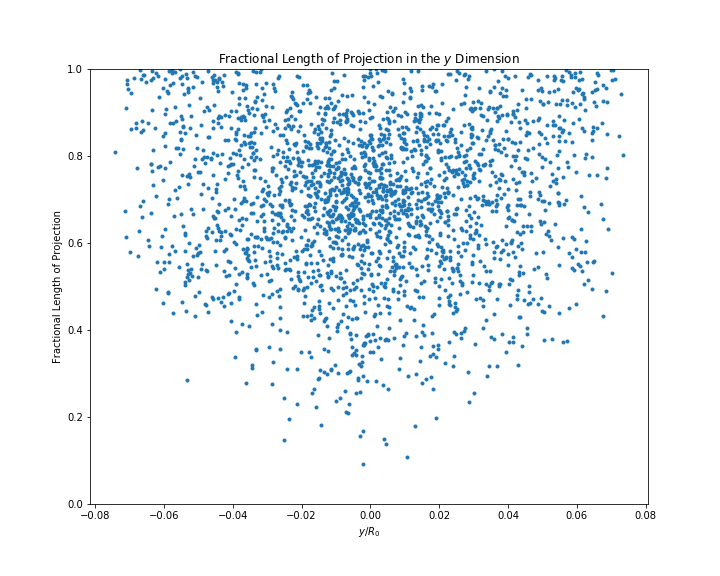 Fractional Length of Projection in the y Dimension
Fractional Length of Projection
1.0
0.8
0.6
0.4
0.2
0.0
−0.08 −0.06 −0.04 −0.02 0.00 0.02 0.04 0.06 0.08
y/R₀